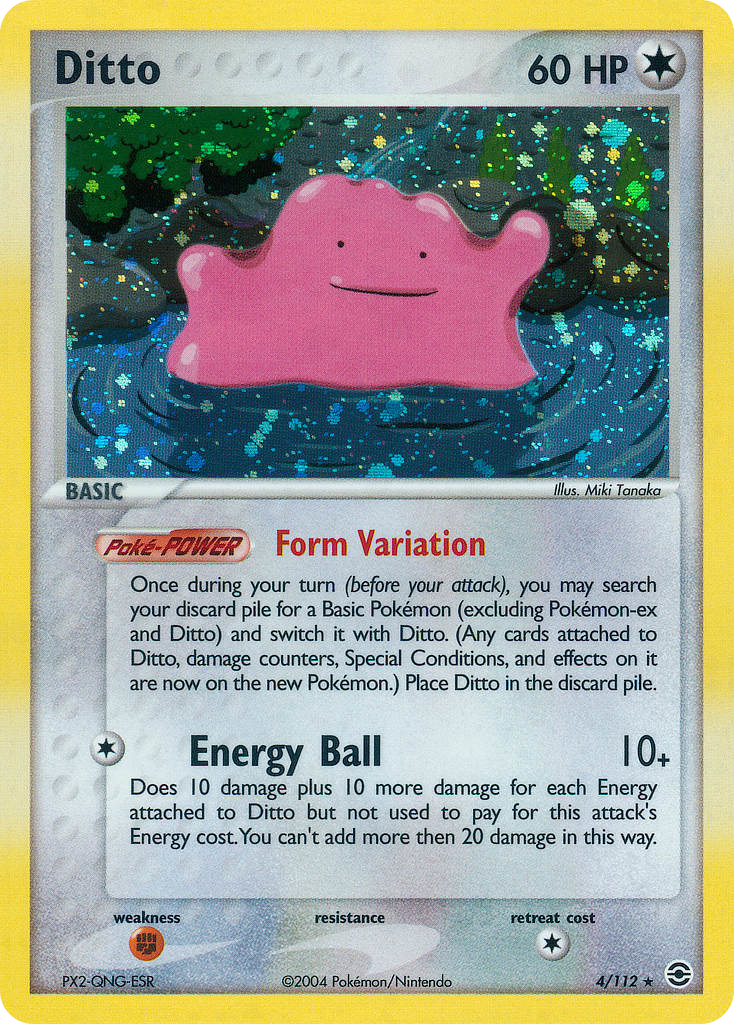 Ditto
60 HP
BASIC
Illus. Miki Tanaka
Poké-POWER Form Variation
Once during your turn (before your attack), you may search
your discard pile for a Basic Pokémon (excluding Pokémon-ex
and Ditto) and switch it with Ditto. (Any cards attached to
Ditto, damage counters, Special Conditions, and effects on it
are now on the new Pokémon.) Place Ditto in the discard pile.
Energy Ball 10+
Does 10 damage plus 10 more damage for each Energy
attached to Ditto but not used to pay for this attack's
Energy cost.You can't add more then 20 damage in this way.
weakness resistance retreat cost
PX2-QNG-ESR ©2004 Pokémon/Nintendo 4/112 ★